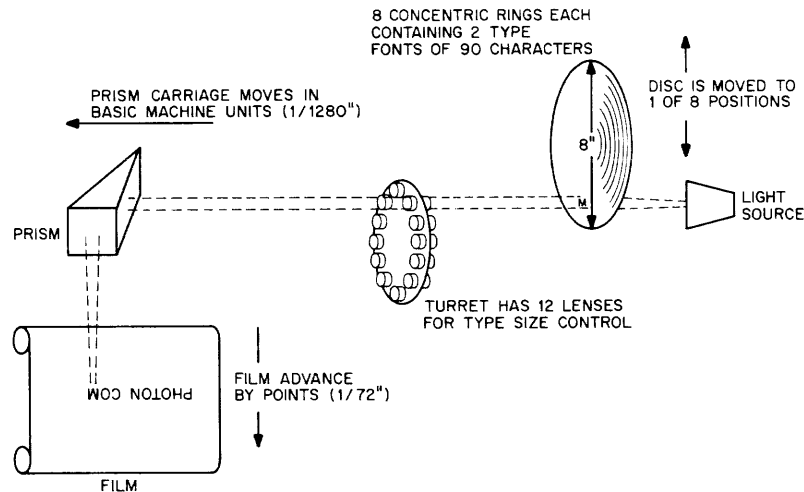 8 CONCENTRIC RINGS EACH
CONTAINING 2 TYPE
FONTS OF 90 CHARACTERS
PRISM CARRIAGE MOVES IN
BASIC MACHINE UNITS (1/1280")
DISC IS MOVED TO
1 OF 8 POSITIONS
8"
M
LIGHT
SOURCE
PRISM
TURRET HAS 12 LENSES
FOR TYPE SIZE CONTROL
PHOTON COM
FILM ADVANCE
BY POINTS (1/72")
FILM